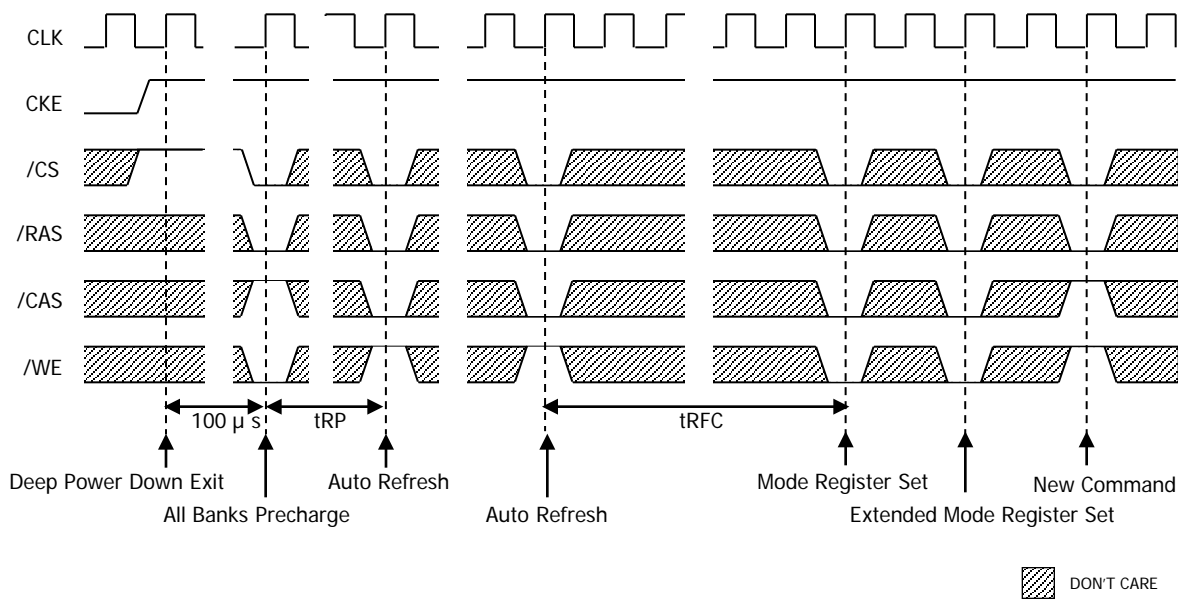 CLK
CKE
/CS
/RAS
/CAS
/WE
100 μ s
tRP
tRFC
Deep Power Down Exit
Auto Refresh
Mode Register Set
New Command
All Banks Precharge
Auto Refresh
Extended Mode Register Set
DON'T CARE